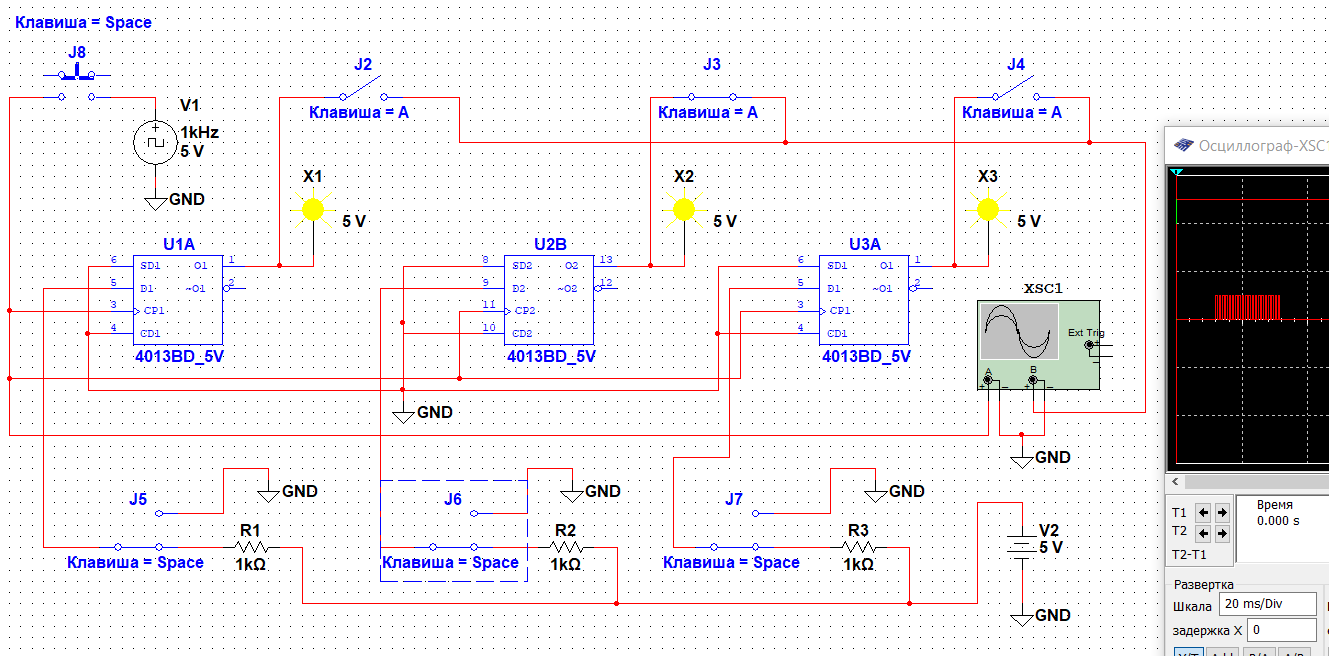 Клавиша = Space
J8
J2
J3
J4
Клавиша = A
Клавиша = A
Клавиша = A
V1
1kHz
5 V
GND
Осциллограф-XSC1
X1
5 V
X2
5 V
X3
5 V
U1A
U2B
U3A
6 SD1 O1 1
5 D1 ~O1 2
3 CP1
4 CD1
4013BD_5V
8 SD2 O2 13
9 D2 ~O2 12
11 CP2
10 CD2
4013BD_5V
6 SD1 O1 1
5 D1 ~O1 2
3 CP1
4 CD1
4013BD_5V
XSC1
Ext Trig
+
−
A
B
+ − + −
GND
GND
J5
GND
J6
GND
J7
GND
R1
1kΩ
R2
1kΩ
R3
1kΩ
Клавиша = Space
Клавиша = Space
Клавиша = Space
V2
5 V
GND
T1
T2
T2-T1
Время
0.000 s
Развертка
Шкала 20 ms/Div
задержка X 0